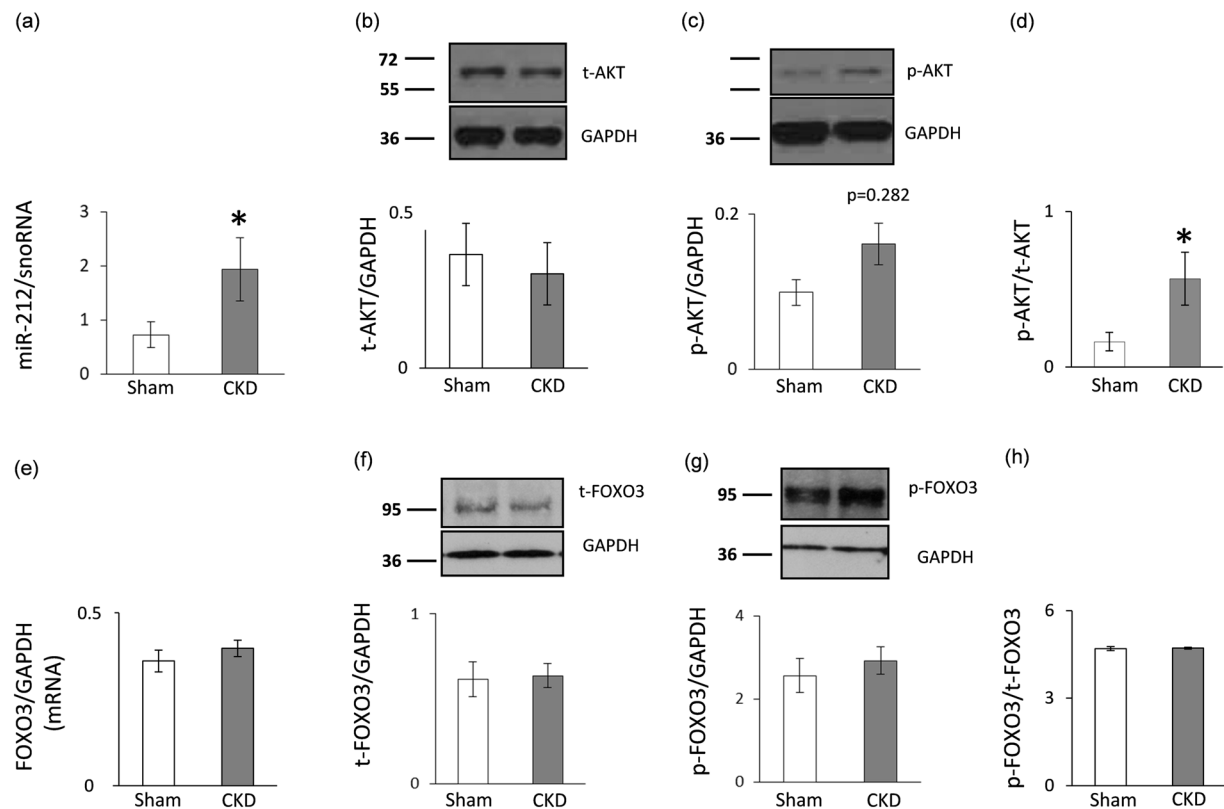 (a)
miR-212/snoRNA
3
2
1
0
*
Sham
CKD
(b)
72
55
36
t-AKT
GAPDH
t-AKT/GAPDH
0.5
0
Sham
CKD
(c)
36
p-AKT
GAPDH
p-AKT/GAPDH
0.2
0
p=0.282
Sham
CKD
(d)
p-AKT/t-AKT
1
0
*
Sham
CKD
(e)
FOXO3/GAPDH
(mRNA)
0.5
0
Sham
CKD
(f)
95
36
t-FOXO3
GAPDH
t-FOXO3/GAPDH
1
0
Sham
CKD
(g)
95
36
p-FOXO3
GAPDH
p-FOXO3/GAPDH
4
2
0
Sham
CKD
(h)
p-FOXO3/t-FOXO3
6
4
0
Sham
CKD